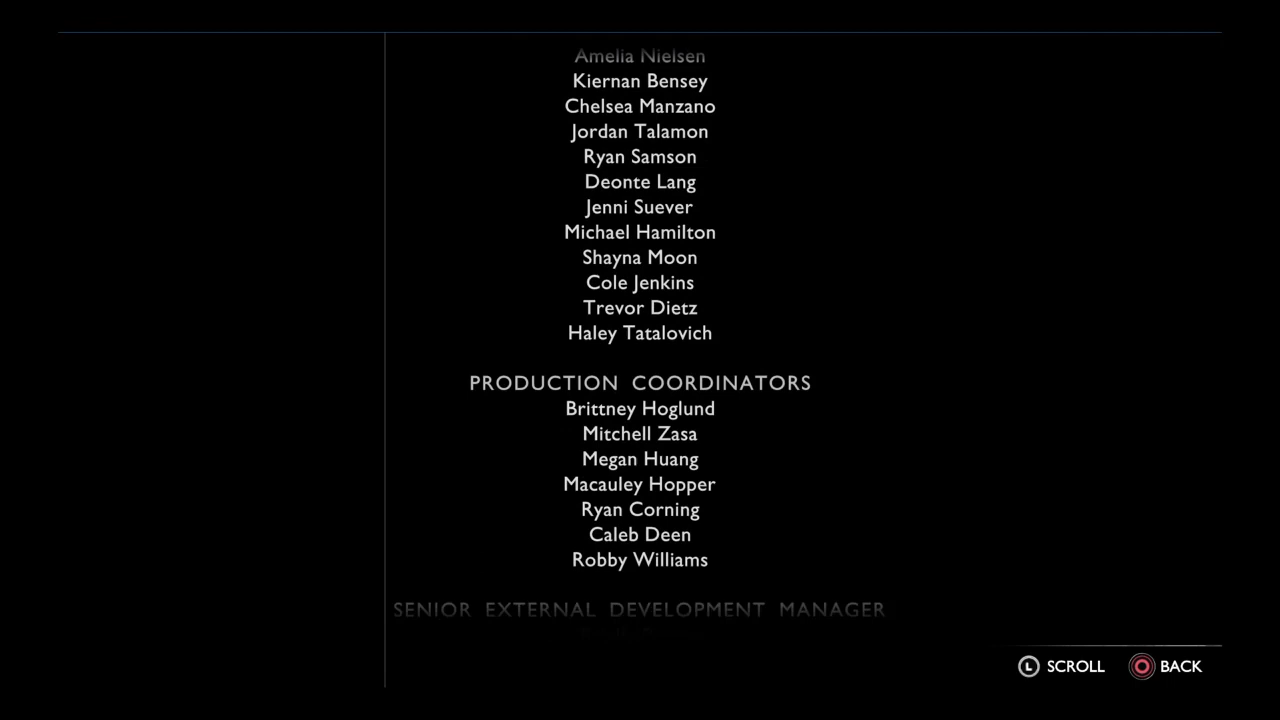 Amelia Nielsen
Kiernan Bensey
Chelsea Manzano
Jordan Talamon
Ryan Samson
Deonte Lang
Jenni Suever
Michael Hamilton
Shayna Moon
Cole Jenkins
Trevor Dietz
Haley Tatalovich
PRODUCTION COORDINATORS
Brittney Hoglund
Mitchell Zasa
Megan Huang
Macauley Hopper
Ryan Corning
Caleb Deen
Robby Williams
SENIOR EXTERNAL DEVELOPMENT MANAGER
L SCROLL BACK